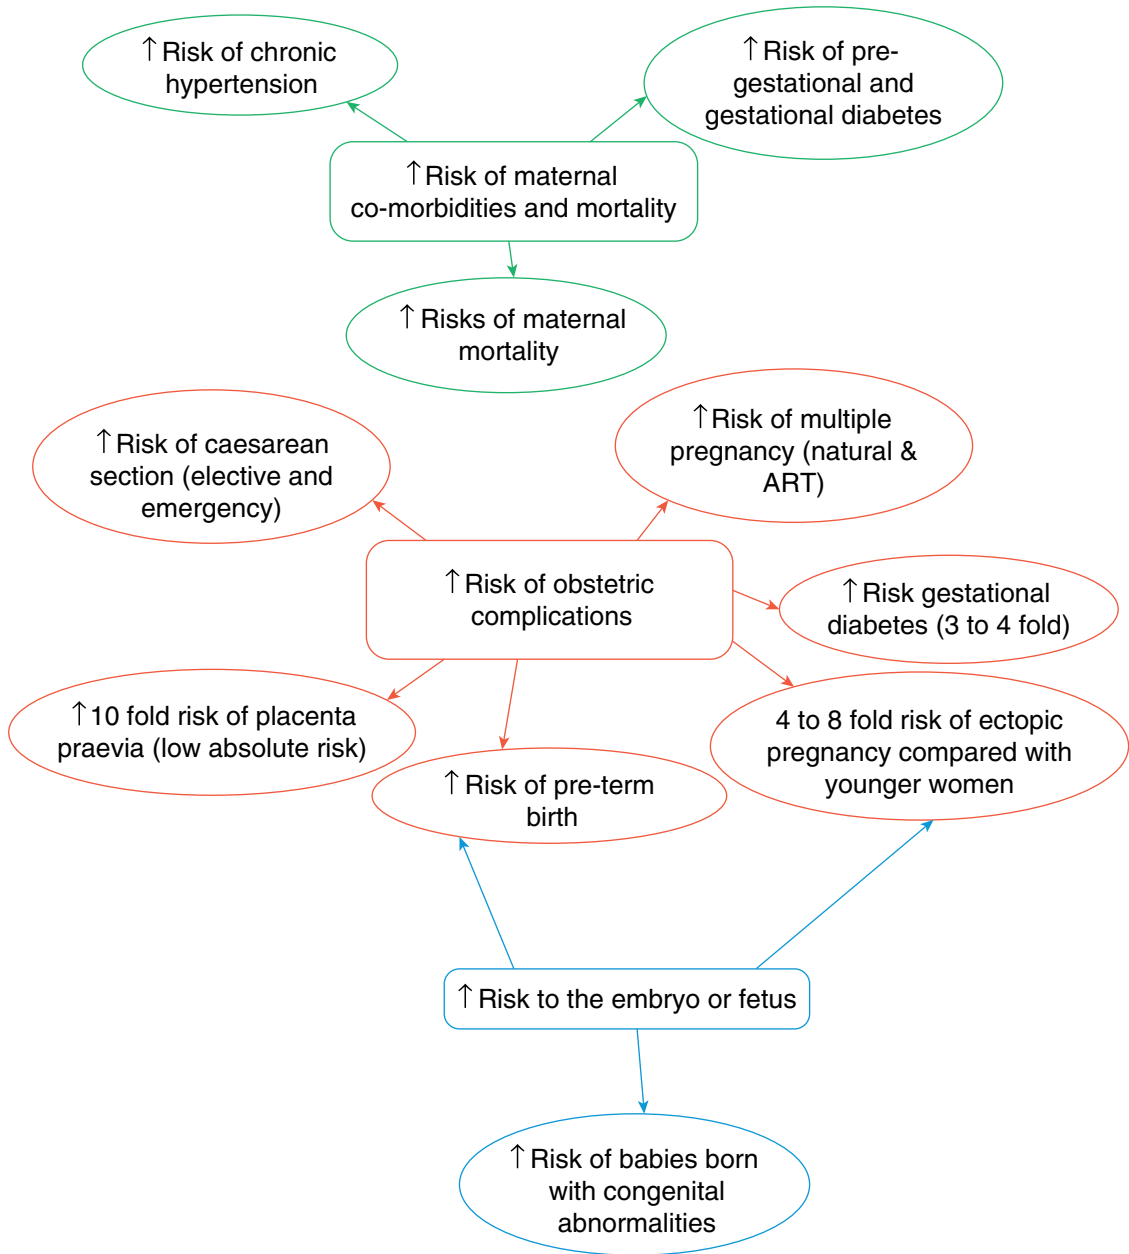 ↑Risk of chronic
hypertension
↑Risk of pre-
gestational and
gestational diabetes
↑Risk of maternal
co-morbidities and mortality
↑Risks of maternal
mortality
↑Risk of caesarean
section (elective and
emergency)
↑Risk of multiple
pregnancy (natural &
ART)
↑Risk of obstetric
complications
↑Risk gestational
diabetes (3 to 4 fold)
↑10 fold risk of placenta
praevia (low absolute risk)
↑Risk of pre-term
birth
4 to 8 fold risk of ectopic
pregnancy compared with
younger women
↑Risk to the embryo or fetus
↑Risk of babies born
with congenital
abnormalities